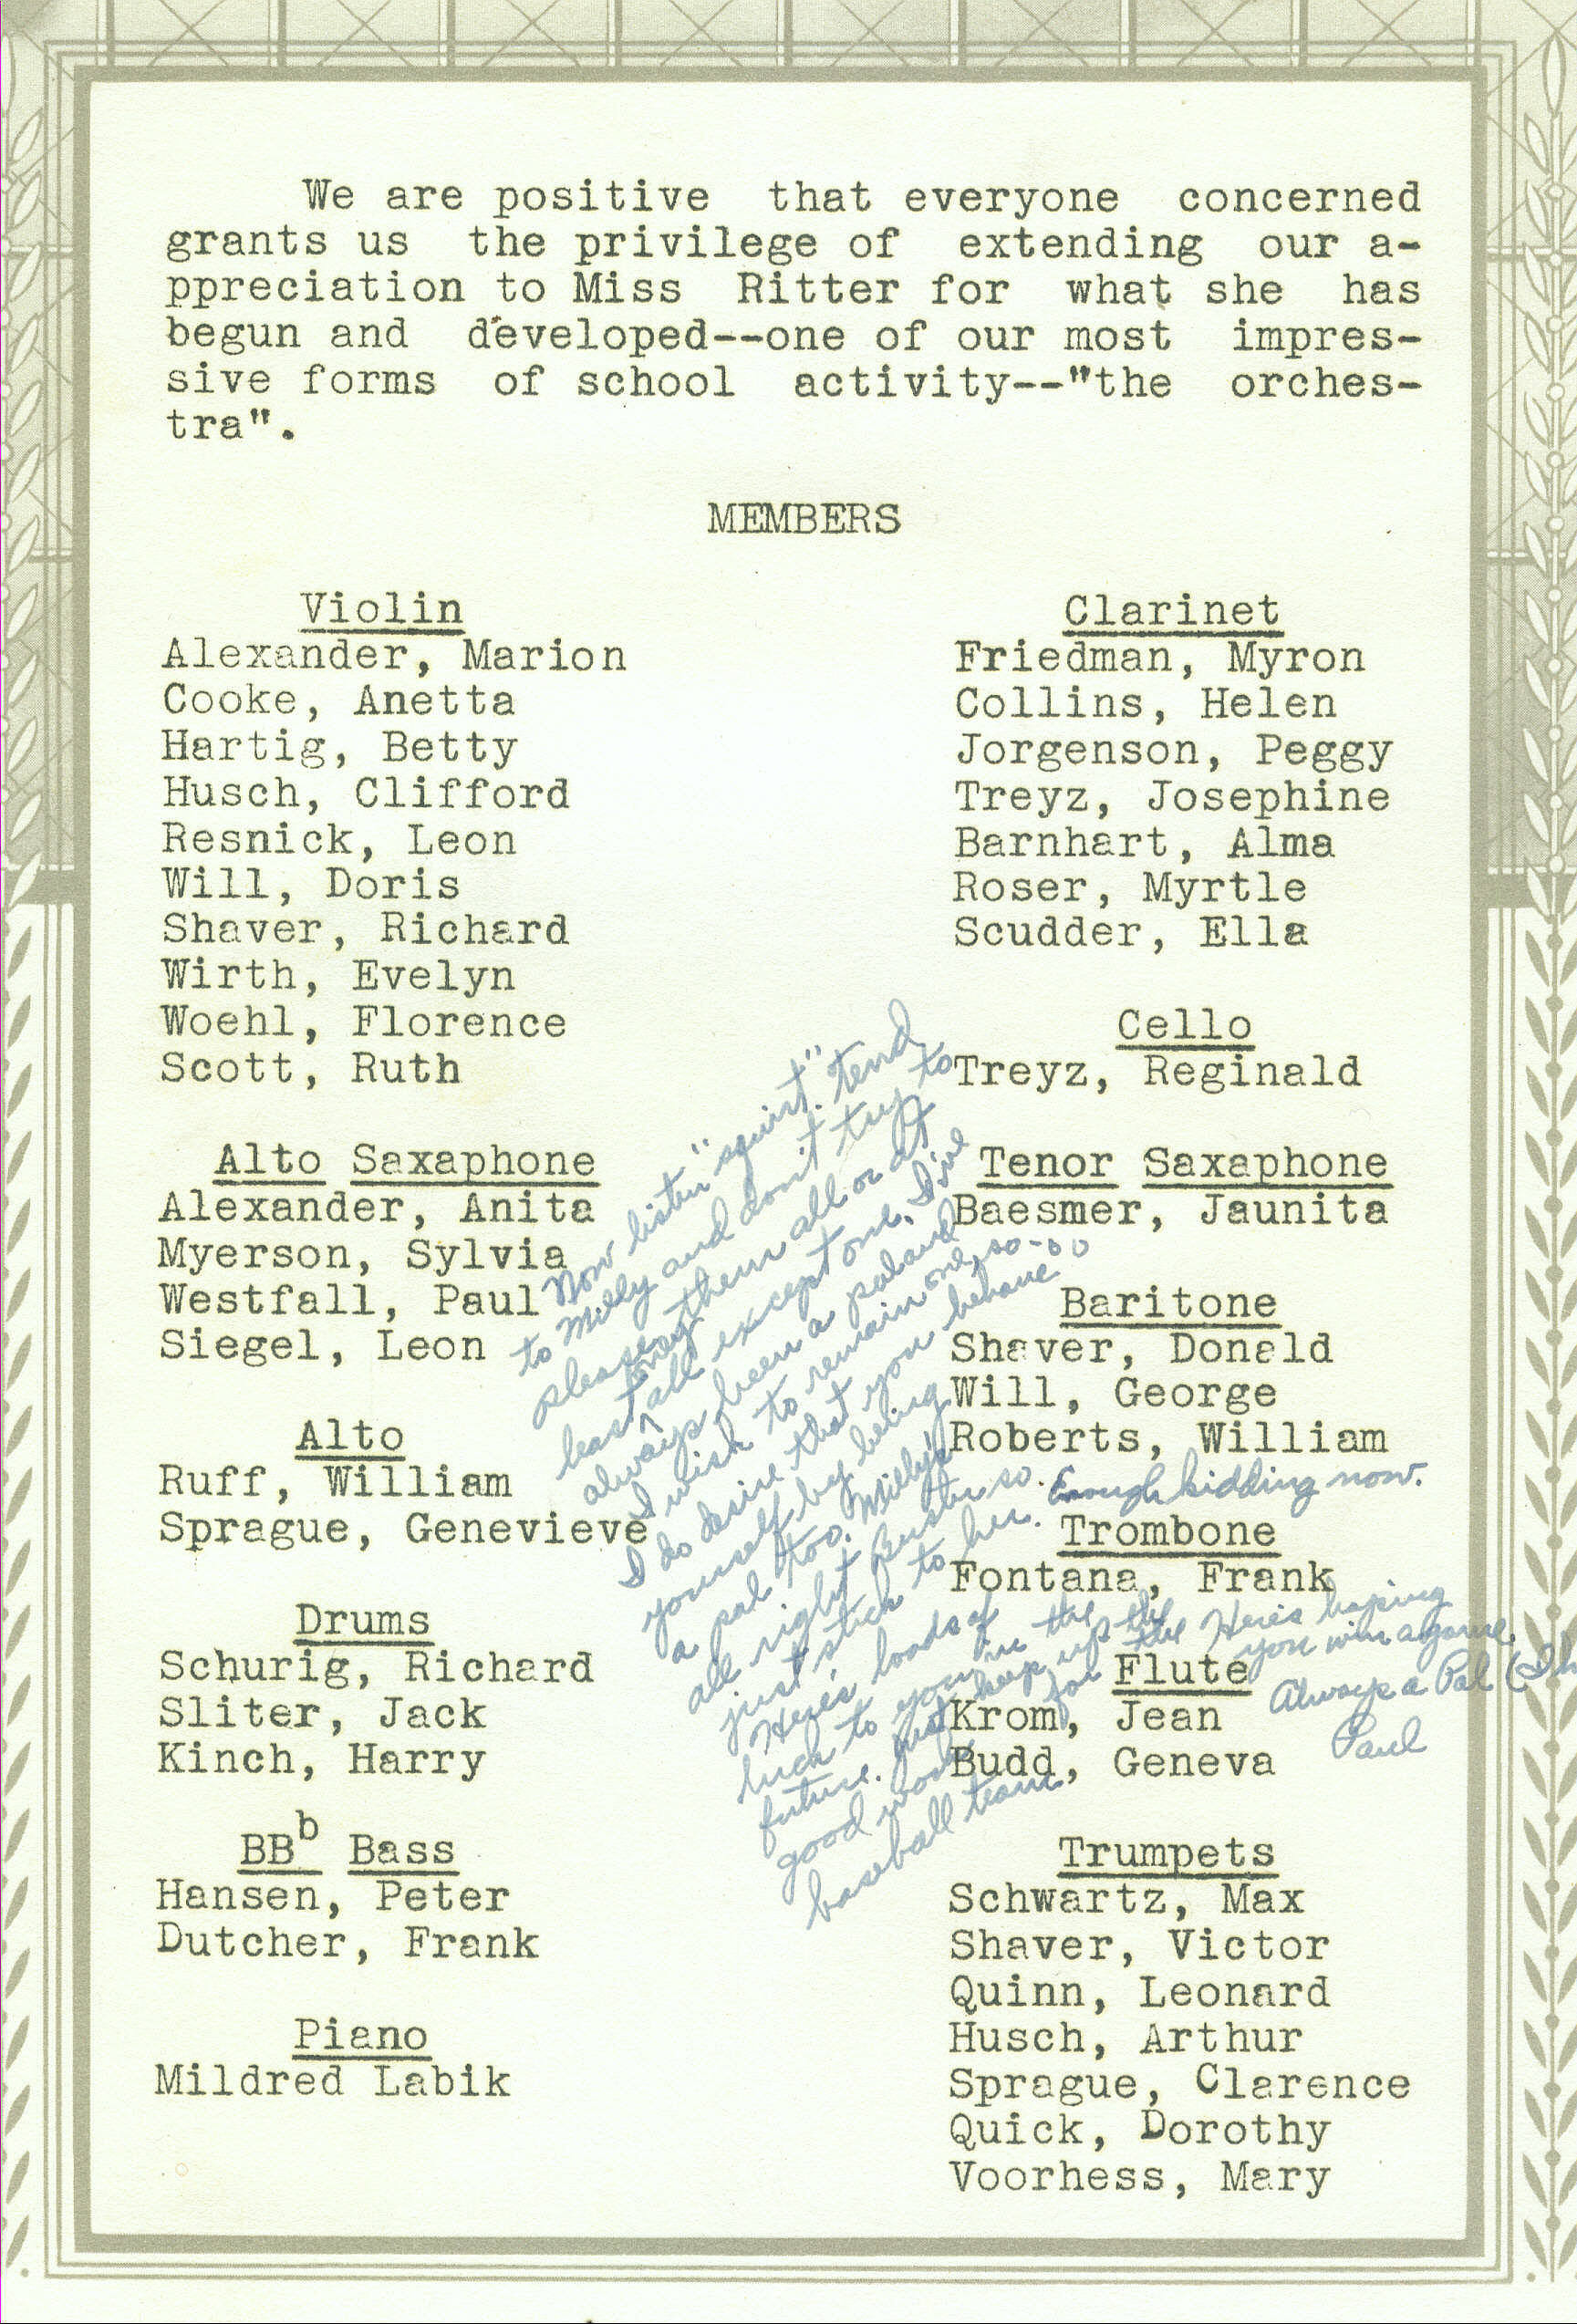 We are positive that everyone concerned
grants us the privilege of extending our a-
ppreciation to Miss Ritter for what she has
begun and developed--one of our most impres-
sive forms of school activity--"the orches-
tra".
MEMBERS
Violin
Alexander, Marion
Cooke, Anetta
Hartig, Betty
Husch, Clifford
Resnick, Leon
Will, Doris
Shaver, Richard
Wirth, Evelyn
Woehl, Florence
Scott, Ruth
Alto Saxaphone
Alexander, Anita
Myerson, Sylvia
Westfall, Paul
Siegel, Leon
Alto
Ruff, William
Sprague, Genevieve
Drums
Schurig, Richard
Sliter, Jack
Kinch, Harry
BBb Bass
Hansen, Peter
Dutcher, Frank
Piano
Mildred Labik
Clarinet
Friedman, Myron
Collins, Helen
Jorgenson, Peggy
Treyz, Josephine
Barnhart, Alma
Roser, Myrtle
Scudder, Ella
Cello
Treyz, Reginald
Tenor Saxaphone
Baesmer, Jaunita
Baritone
Shaver, Donald
Will, George
Roberts, William
Trombone
Fontana, Frank
Flute
Krom, Jean
Budd, Geneva
Trumpets
Schwartz, Max
Shaver, Victor
Quinn, Leonard
Husch, Arthur
Sprague, Clarence
Quick, Dorothy
Voorhess, Mary
Now listen "squirt". Tend
to Milly and don't try to
please them all or at
least all except one. I've
always been a pal and
I wish to remain one, so-oo
I do desire that you behave
yourself by being
a pal too. Milly's
all right Buster so
just stick to her. Enough kidding now.
Here's loads of
luck to you in the
future. Just keep up the
good work for the
baseball team
Here's hoping
you win a game.
Always a Pal (I h
Paul